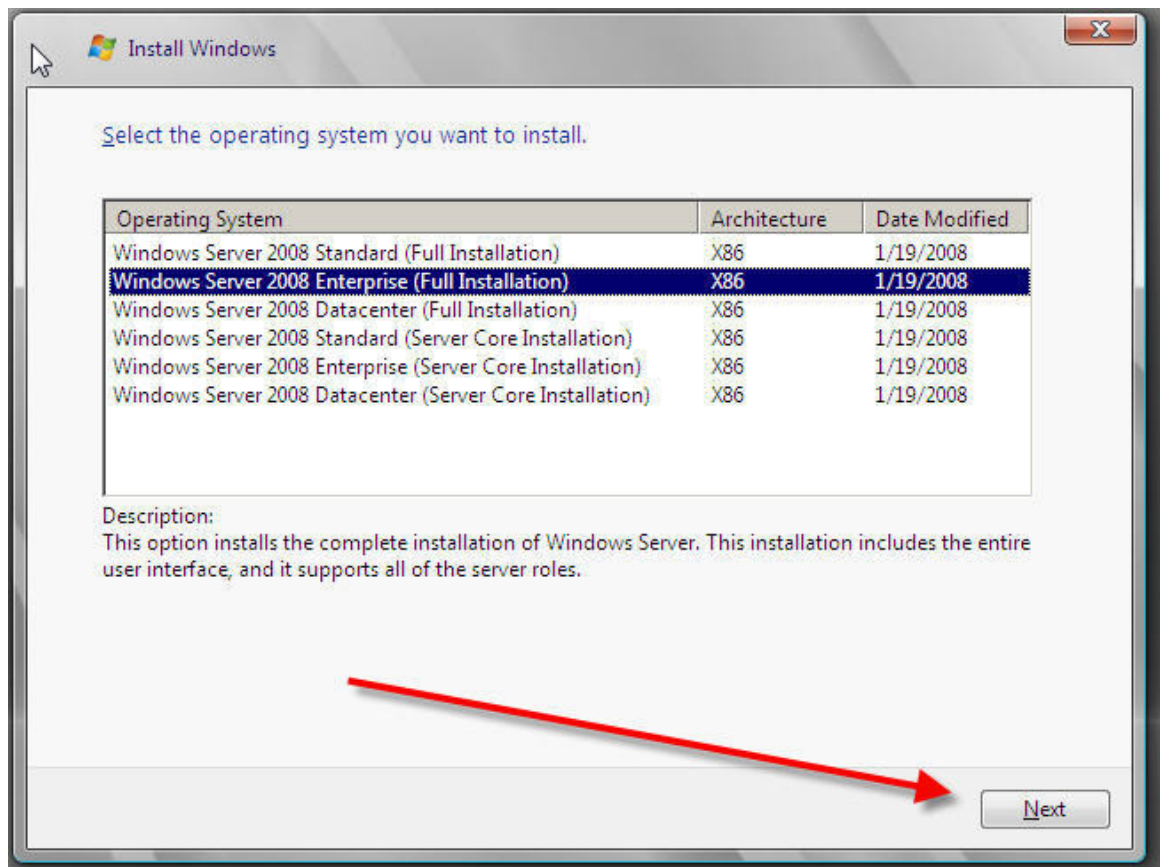 Install Windows
Select the operating system you want to install.
Operating System Architecture Date Modified
Windows Server 2008 Standard (Full Installation) X86 1/19/2008
Windows Server 2008 Enterprise (Full Installation) X86 1/19/2008
Windows Server 2008 Datacenter (Full Installation) X86 1/19/2008
Windows Server 2008 Standard (Server Core Installation) X86 1/19/2008
Windows Server 2008 Enterprise (Server Core Installation) X86 1/19/2008
Windows Server 2008 Datacenter (Server Core Installation) X86 1/19/2008
Description:
This option installs the complete installation of Windows Server. This installation includes the entire
user interface, and it supports all of the server roles.
Next